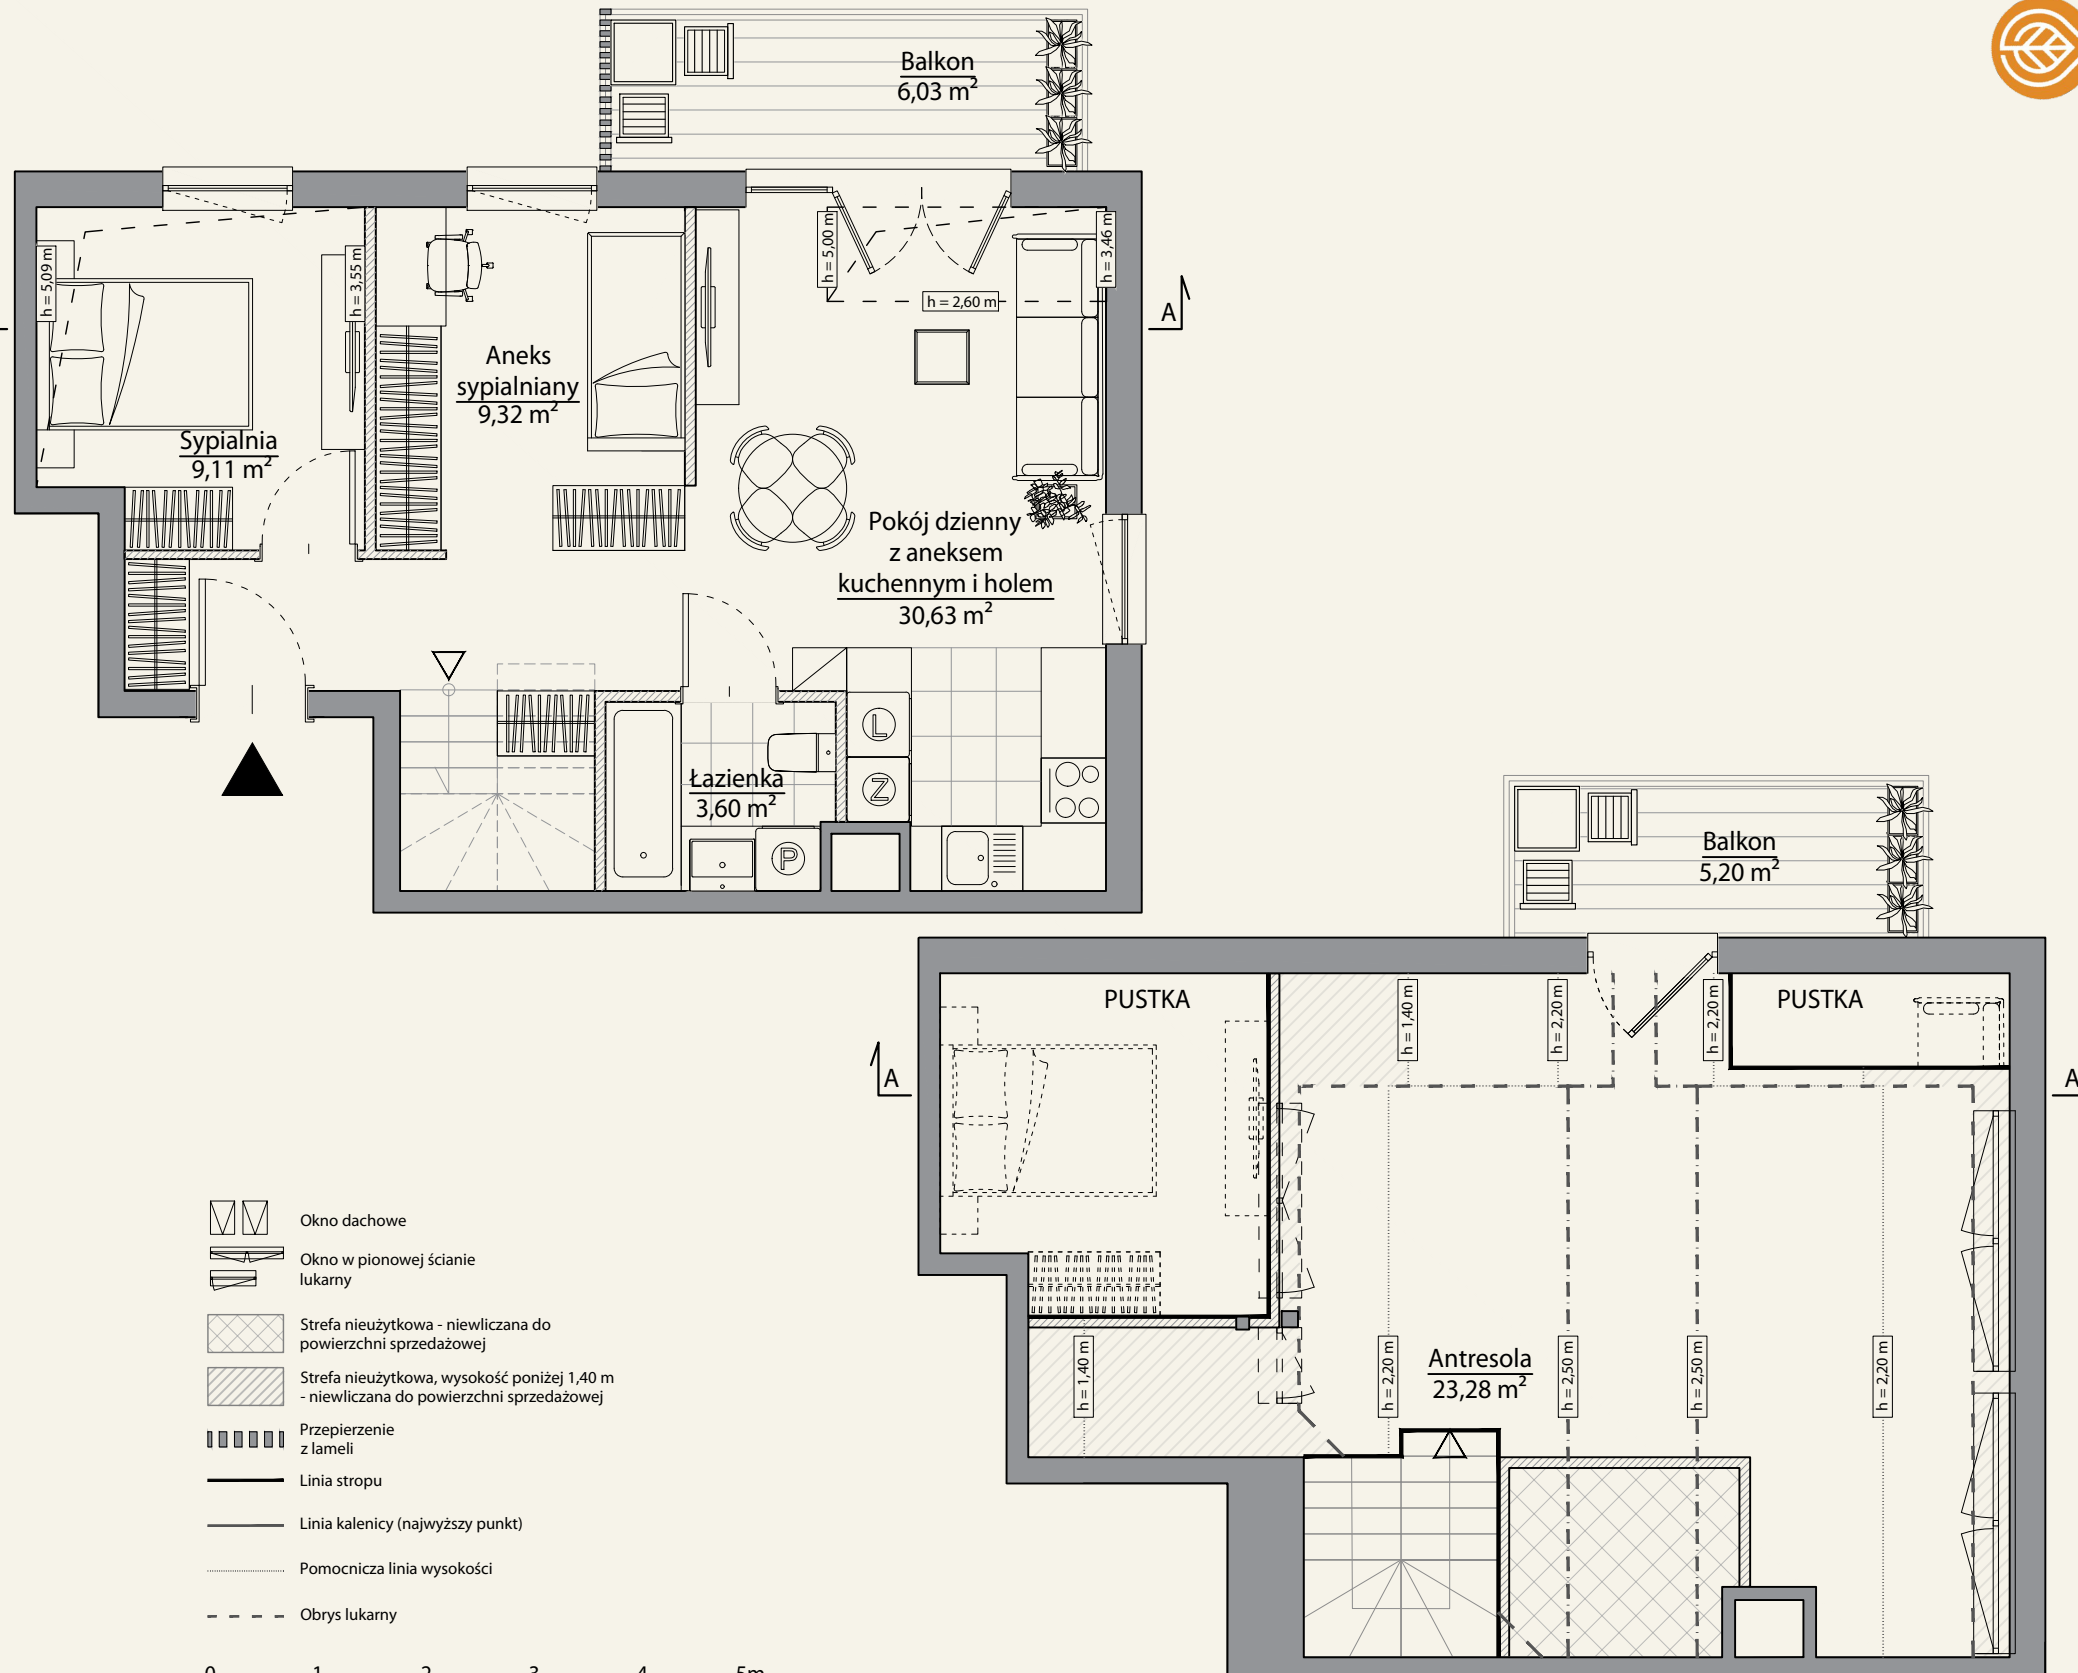 Balkon
6,03 m²
h = 5,09 m
h = 3,55 m
h = 5,00 m
h = 3,46 m
h = 2,60 m
A
Aneks
sypialniany
9,32 m²
Sypialnia
9,11 m²
Pokój dzienny
z aneksem
kuchennym i holem
30,63 m²
L
Łazienka
3,60 m²
Z
P
Balkon
5,20 m²
PUSTKA
PUSTKA
h = 1,40 m
h = 2,20 m
h = 2,20 m
A
A
Antresola
23,28 m²
h = 1,40 m
h = 2,20 m
h = 2,50 m
h = 2,50 m
h = 2,20 m
Okno dachowe
Okno w pionowej ścianie
lukarny
Strefa nieużytkowa - niewliczana do
powierzchni sprzedażowej
Strefa nieużytkowa, wysokość poniżej 1,40 m
- niewliczana do powierzchni sprzedażowej
Przepierzenie
z lameli
Linia stropu
Linia kalenicy (najwyższy punkt)
Pomocnicza linia wysokości
Obrys lukarny
0 1 2 3 4 5m